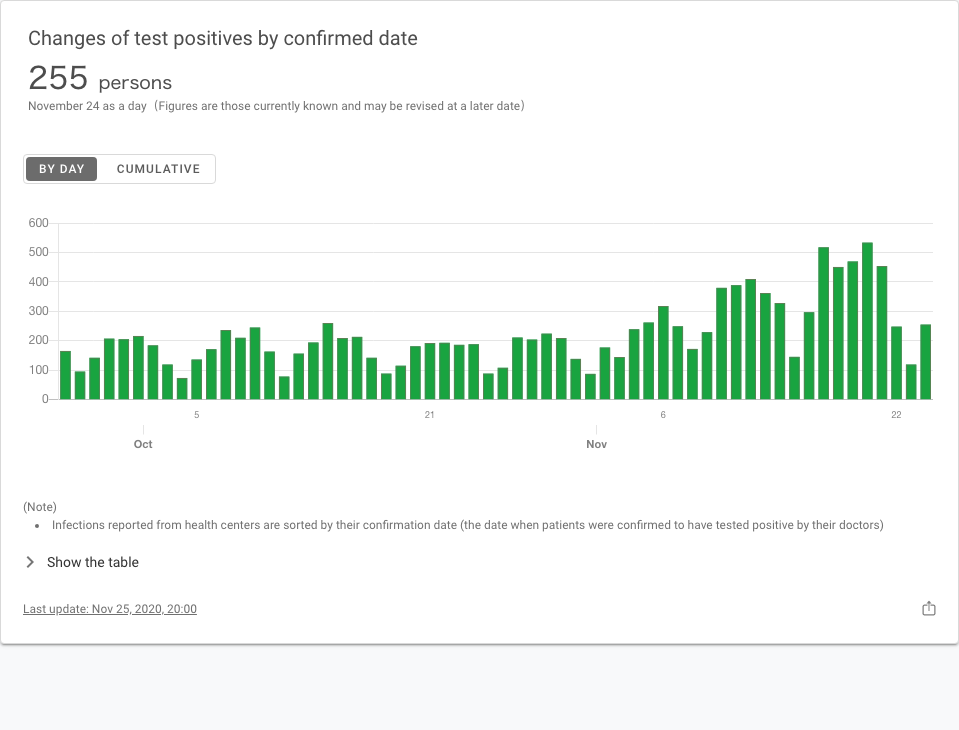 Changes of test positives by confirmed date
255 persons
November 24 as a day（Figures are those currently known and may be revised at a later date）
BY DAY CUMULATIVE
600
500
400
300
200
100
0
5 21 6 22
Oct Nov
(Note)
• Infections reported from health centers are sorted by their confirmation date (the date when patients were confirmed to have tested positive by their doctors)
Show the table
Last update: Nov 25, 2020, 20:00